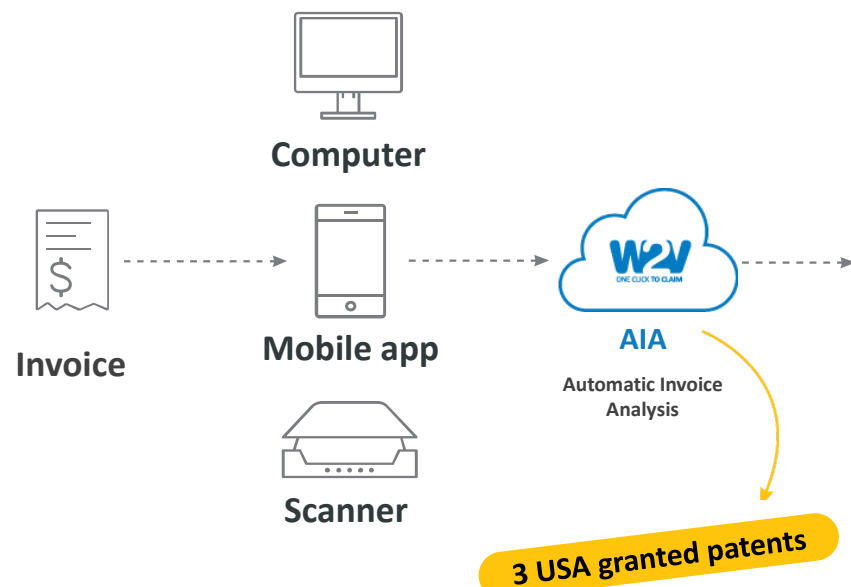 Computer
$
Invoice
Mobile app
W2V
ONE CLICK TO CLAIM
AIA
Automatic Invoice
Analysis
Scanner
3 USA granted patents